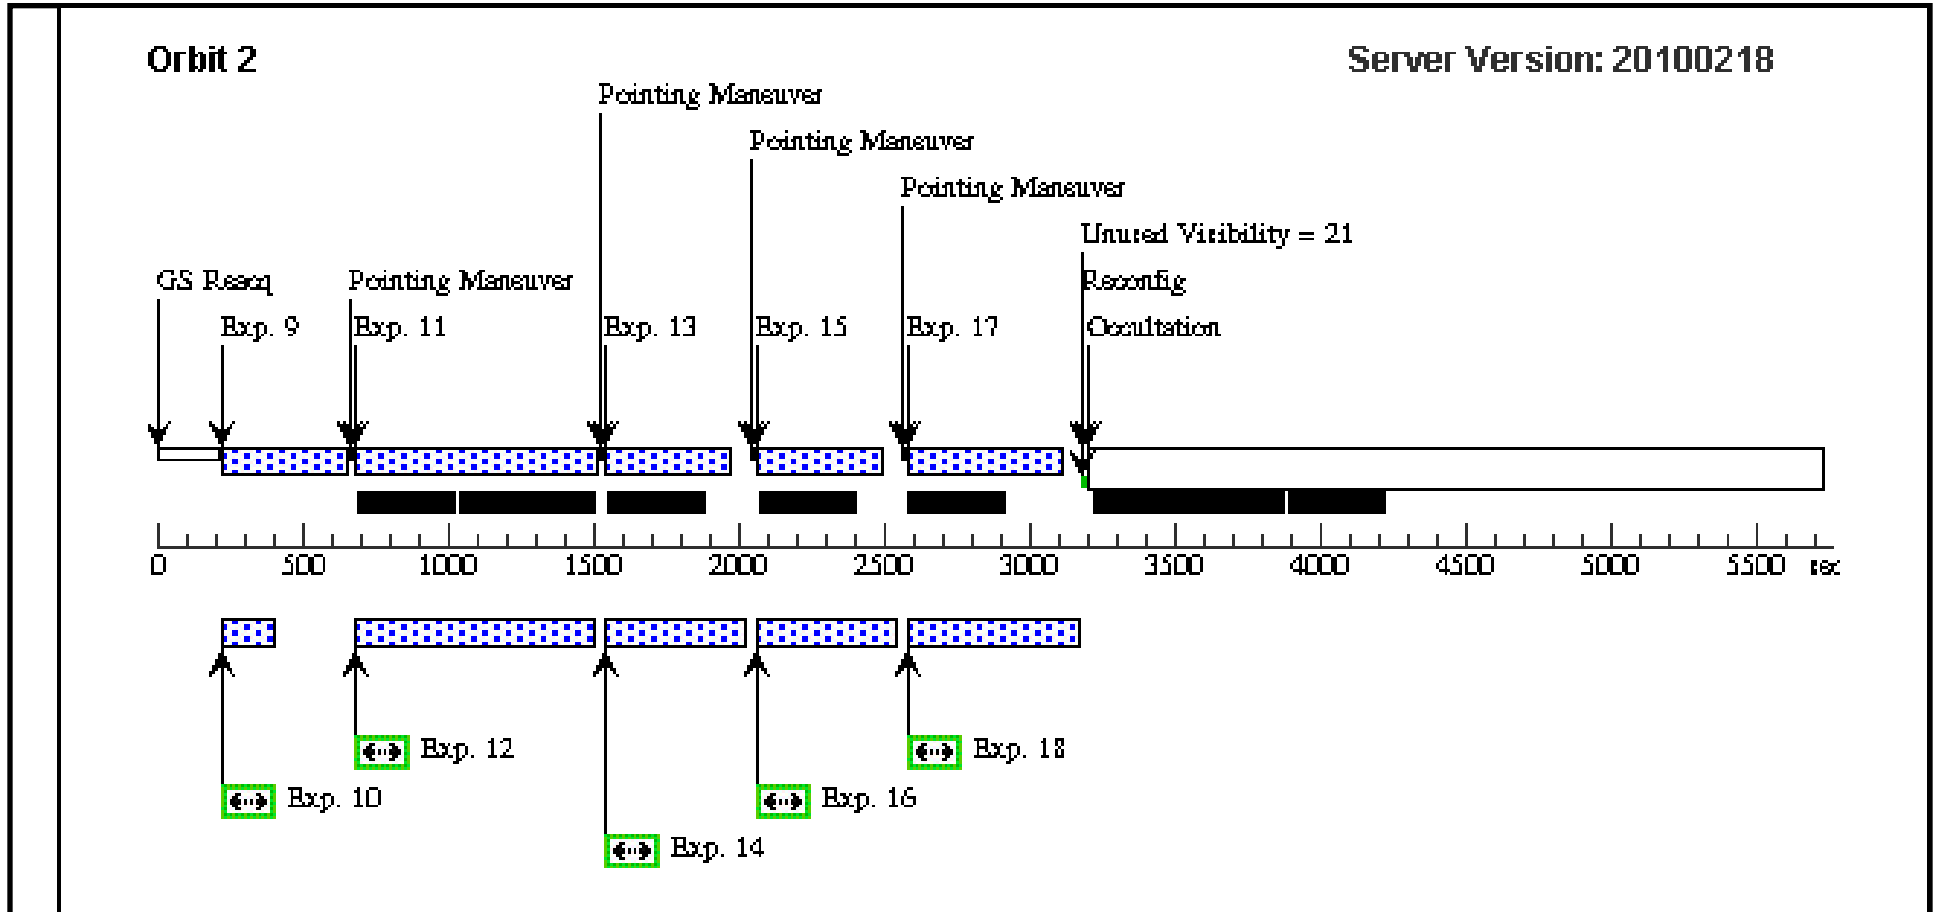 Orbit 2 Server Version: 20100218
Pointing Maneuver
Pointing Maneuver
Pointing Maneuver
Unused Visibility = 21
GS Reacq Pointing Maneuver Reconfig
Exp. 9 Exp. 11 Exp. 13 Exp. 15 Exp. 17 Occultation
0 500 1000 1500 2000 2500 3000 3500 4000 4500 5000 5500 sec
Exp. 12 Exp. 18
Exp. 10 Exp. 16
Exp. 14